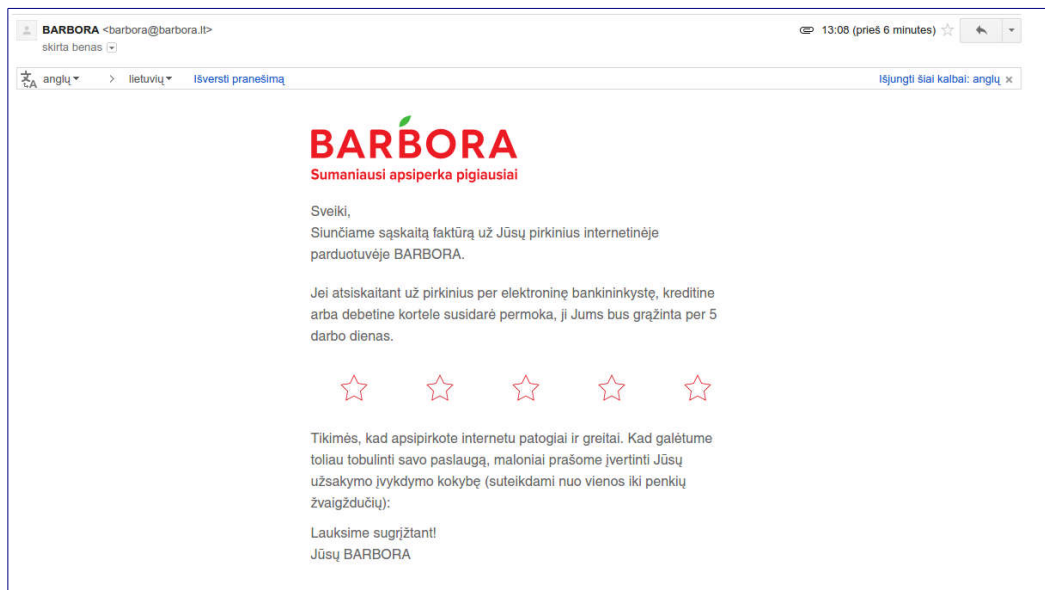 BARBORA <barbora@barbora.lt>
13:08 (prieš 6 minutes)
skirta benas
anglų > lietuvių Išversti pranešimą
Išjungti šiai kalbai: anglų ×
BARBORA
Sumaniausi apsiperka pigiausiai
Sveiki,
Siunčiame sąskaitą faktūrą už Jūsų pirkinius internetinėje
parduotuvėje BARBORA.
Jei atsiskaitant už pirkinius per elektroninę bankininkystę, kreditine
arba debetine kortele susidarė permoka, ji Jums bus grąžinta per 5
darbo dienas.
Tikimės, kad apsipirkote internetu patogiai ir greitai. Kad galėtume
toliau tobulinti savo paslaugą, maloniai prašome įvertinti Jūsų
užsakymo įvykdymo kokybę (suteikdami nuo vienos iki penkių
žvaigždučių):
Lauksime sugrįžtant!
Jūsų BARBORA